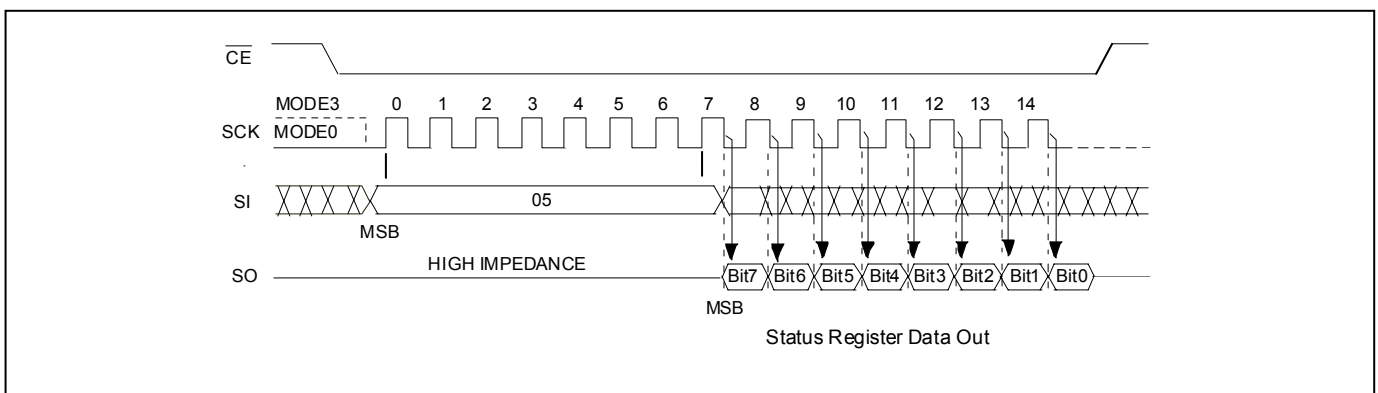 CE
MODE3 0 1 2 3 4 5 6 7 8 9 10 11 12 13 14
SCK MODE0
SI 05
MSB
SO HIGH IMPEDANCE Bit7 Bit6 Bit5 Bit4 Bit3 Bit2 Bit1 Bit0
MSB
Status Register Data Out